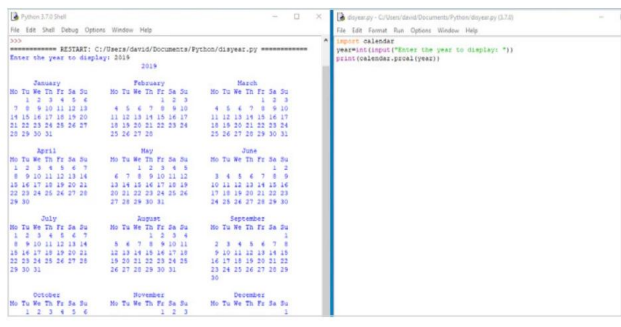 Python 3.7.0 Shell
File Edit Shell Debug Options Window Help
>>>
============ RESTART: C:/Users/david/Documents/Python/disyear.py ============
Enter the year to display: 2019
2019
January February March
Mo Tu We Th Fr Sa Su Mo Tu We Th Fr Sa Su Mo Tu We Th Fr Sa Su
1 2 3 4 5 6 1 2 3 1 2 3
7 8 9 10 11 12 13 4 5 6 7 8 9 10 4 5 6 7 8 9 10
14 15 16 17 18 19 20 11 12 13 14 15 16 17 11 12 13 14 15 16 17
21 22 23 24 25 26 27 18 19 20 21 22 23 24 18 19 20 21 22 23 24
28 29 30 31 25 26 27 28 25 26 27 28 29 30 31
April May June
Mo Tu We Th Fr Sa Su Mo Tu We Th Fr Sa Su Mo Tu We Th Fr Sa Su
1 2 3 4 5 6 7 1 2 3 4 5 1 2
8 9 10 11 12 13 14 6 7 8 9 10 11 12 3 4 5 6 7 8 9
15 16 17 18 19 20 21 13 14 15 16 17 18 19 10 11 12 13 14 15 16
22 23 24 25 26 27 28 20 21 22 23 24 25 26 17 18 19 20 21 22 23
29 30 27 28 29 30 31 24 25 26 27 28 29 30
July August September
Mo Tu We Th Fr Sa Su Mo Tu We Th Fr Sa Su Mo Tu We Th Fr Sa Su
1 2 3 4 5 6 7 1 2 3 4 1
8 9 10 11 12 13 14 5 6 7 8 9 10 11 2 3 4 5 6 7 8
15 16 17 18 19 20 21 12 13 14 15 16 17 18 9 10 11 12 13 14 15
22 23 24 25 26 27 28 19 20 21 22 23 24 25 16 17 18 19 20 21 22
29 30 31 26 27 28 29 30 31 23 24 25 26 27 28 29
30
October November December
Mo Tu We Th Fr Sa Su Mo Tu We Th Fr Sa Su Mo Tu We Th Fr Sa Su
1 2 3 4 5 6 1 2 3 1
disyear.py - C:/Users/david/Documents/Python/disyear.py (3.7.0)
File Edit Format Run Options Window Help
import calendar
year=int(input("Enter the year to display: "))
print(calendar.prcal(year))